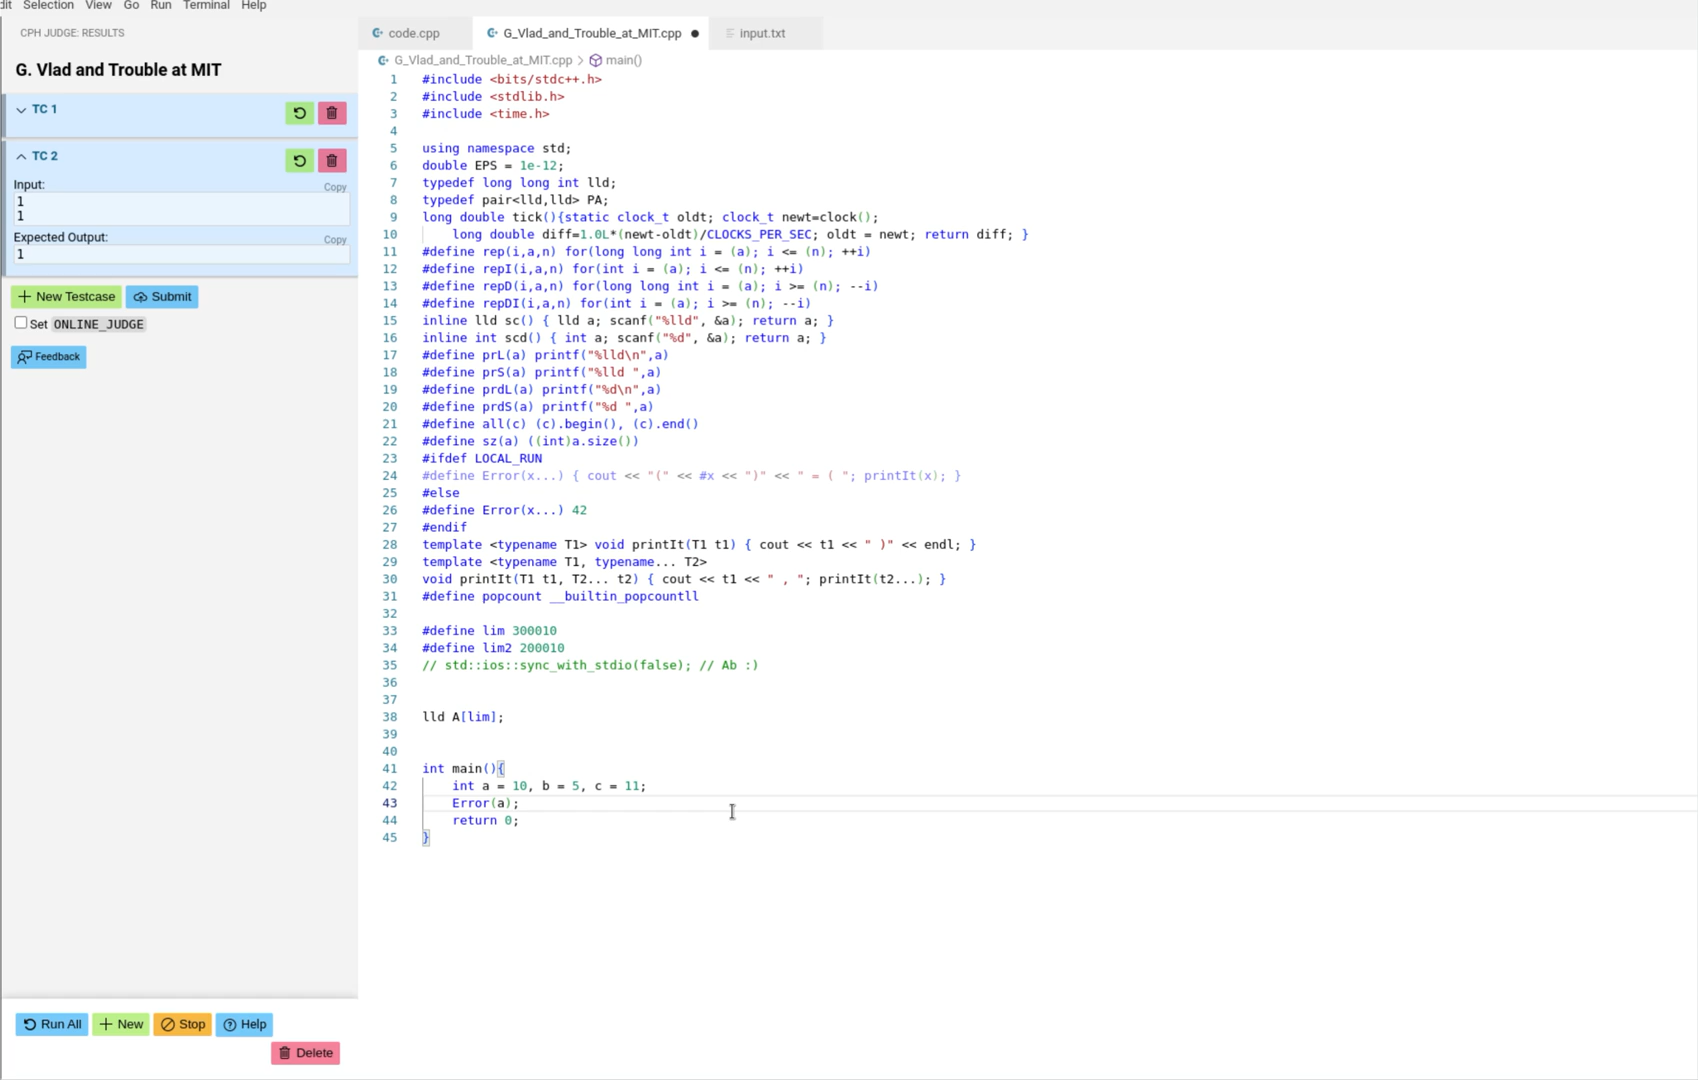 dit Selection View Go Run Terminal Help
CPH JUDGE: RESULTS
G. Vlad and Trouble at MIT
TC 1
TC 2
Input:
Copy
1
1
Expected Output:
Copy
1
New Testcase
Submit
Set ONLINE_JUDGE
Feedback
Run All
New
Stop
Help
Delete
code.cpp
G_Vlad_and_Trouble_at_MIT.cpp
input.txt
G_Vlad_and_Trouble_at_MIT.cpp > main()
1 #include <bits/stdc++.h>
2 #include <stdlib.h>
3 #include <time.h>
4
5 using namespace std;
6 double EPS = 1e-12;
7 typedef long long int lld;
8 typedef pair<lld,lld> PA;
9 long double tick(){static clock_t oldt; clock_t newt=clock();
10     long double diff=1.0L*(newt-oldt)/CLOCKS_PER_SEC; oldt = newt; return diff; }
11 #define rep(i,a,n) for(long long int i = (a); i <= (n); ++i)
12 #define repI(i,a,n) for(int i = (a); i <= (n); ++i)
13 #define repD(i,a,n) for(long long int i = (a); i >= (n); --i)
14 #define repDI(i,a,n) for(int i = (a); i >= (n); --i)
15 inline lld sc() { lld a; scanf("%lld", &a); return a; }
16 inline int scd() { int a; scanf("%d", &a); return a; }
17 #define prL(a) printf("%lld\n",a)
18 #define prS(a) printf("%lld ",a)
19 #define prdL(a) printf("%d\n",a)
20 #define prdS(a) printf("%d ",a)
21 #define all(c) (c).begin(), (c).end()
22 #define sz(a) ((int)a.size())
23 #ifdef LOCAL_RUN
24 #define Error(x...) { cout << "(" << #x << ")" << " = ( "; printIt(x); }
25 #else
26 #define Error(x...) 42
27 #endif
28 template <typename T1> void printIt(T1 t1) { cout << t1 << " )" << endl; }
29 template <typename T1, typename... T2>
30 void printIt(T1 t1, T2... t2) { cout << t1 << " , "; printIt(t2...); }
31 #define popcount __builtin_popcountll
32
33 #define lim 300010
34 #define lim2 200010
35 // std::ios::sync_with_stdio(false); // Ab :)
36
37
38 lld A[lim];
39
40
41 int main(){
42     int a = 10, b = 5, c = 11;
43     Error(a);
44     return 0;
45 }